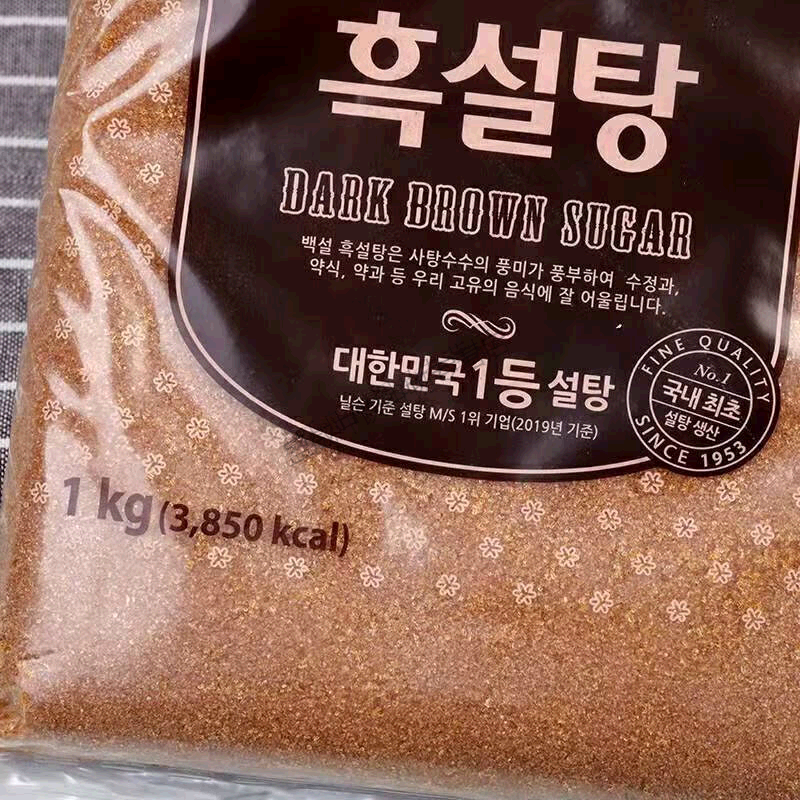 흑설탕
DARK BROWN SUGAR
백설 흑설탕은 사탕수수의 풍미가 풍부하여 수정과,
약식, 약과 등 우리 고유의 음식에 잘 어울립니다.
대한민국 1등 설탕
닐슨 기준 설탕 M/S 1위 기업(2019년 기준)
FINE QUALITY
No.1
국내 최초
설탕 생산
SINCE 1953
1 kg (3,850 kcal)